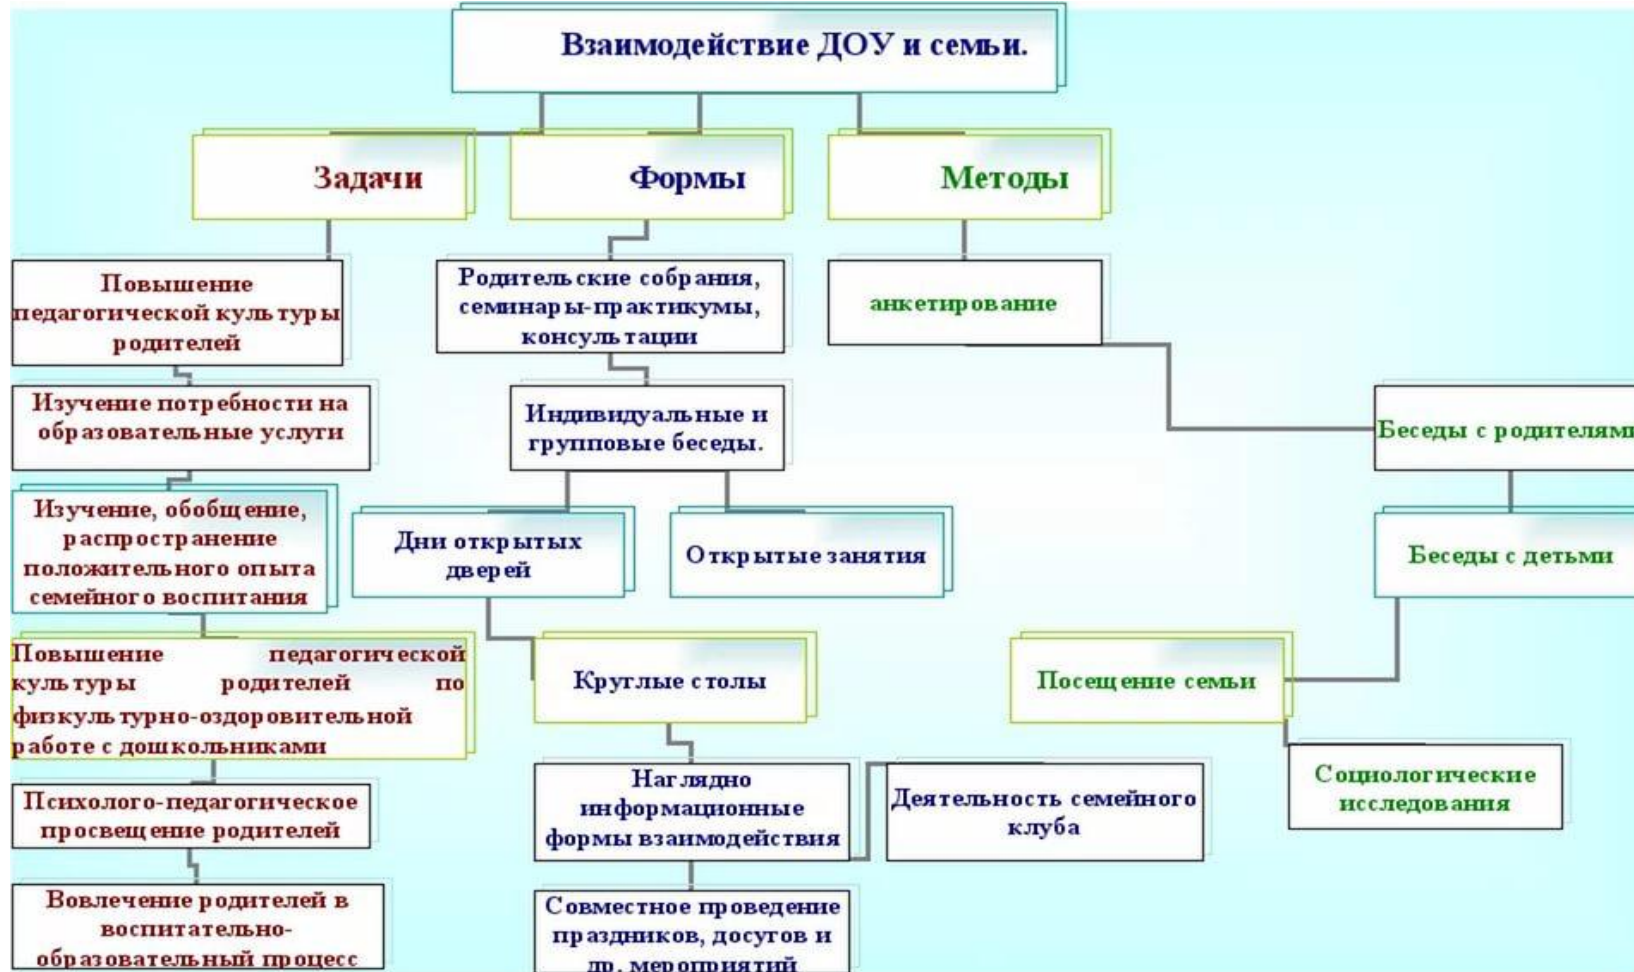 Взаимодействие ДОУ и семьи.
Задачи
Формы
Методы
Повышение
педагогической культуры
родителей
Родительские собрания,
семинары-практикумы,
консультации
анкетирование
Изучение потребности на
образовательные услуги
Индивидуальные и
групповые беседы.
Беседы с родителями
Изучение, обобщение,
распространение
положительного опыта
семейного воспитания
Дни открытых
дверей
Открытые занятия
Беседы с детьми
Повышение педагогической
культуры родителей по
физкультурно-оздоровительной
работе с дошкольниками
Круглые столы
Посещение семьи
Психолого-педагогическое
просвещение родителей
Наглядно
информационные
формы взаимодействия
Деятельность семейного
клуба
Социологические
исследования
Вовлечение родителей в
воспитательно-
образовательный процесс
Совместное проведение
праздников, досугов и
др. мероприятий